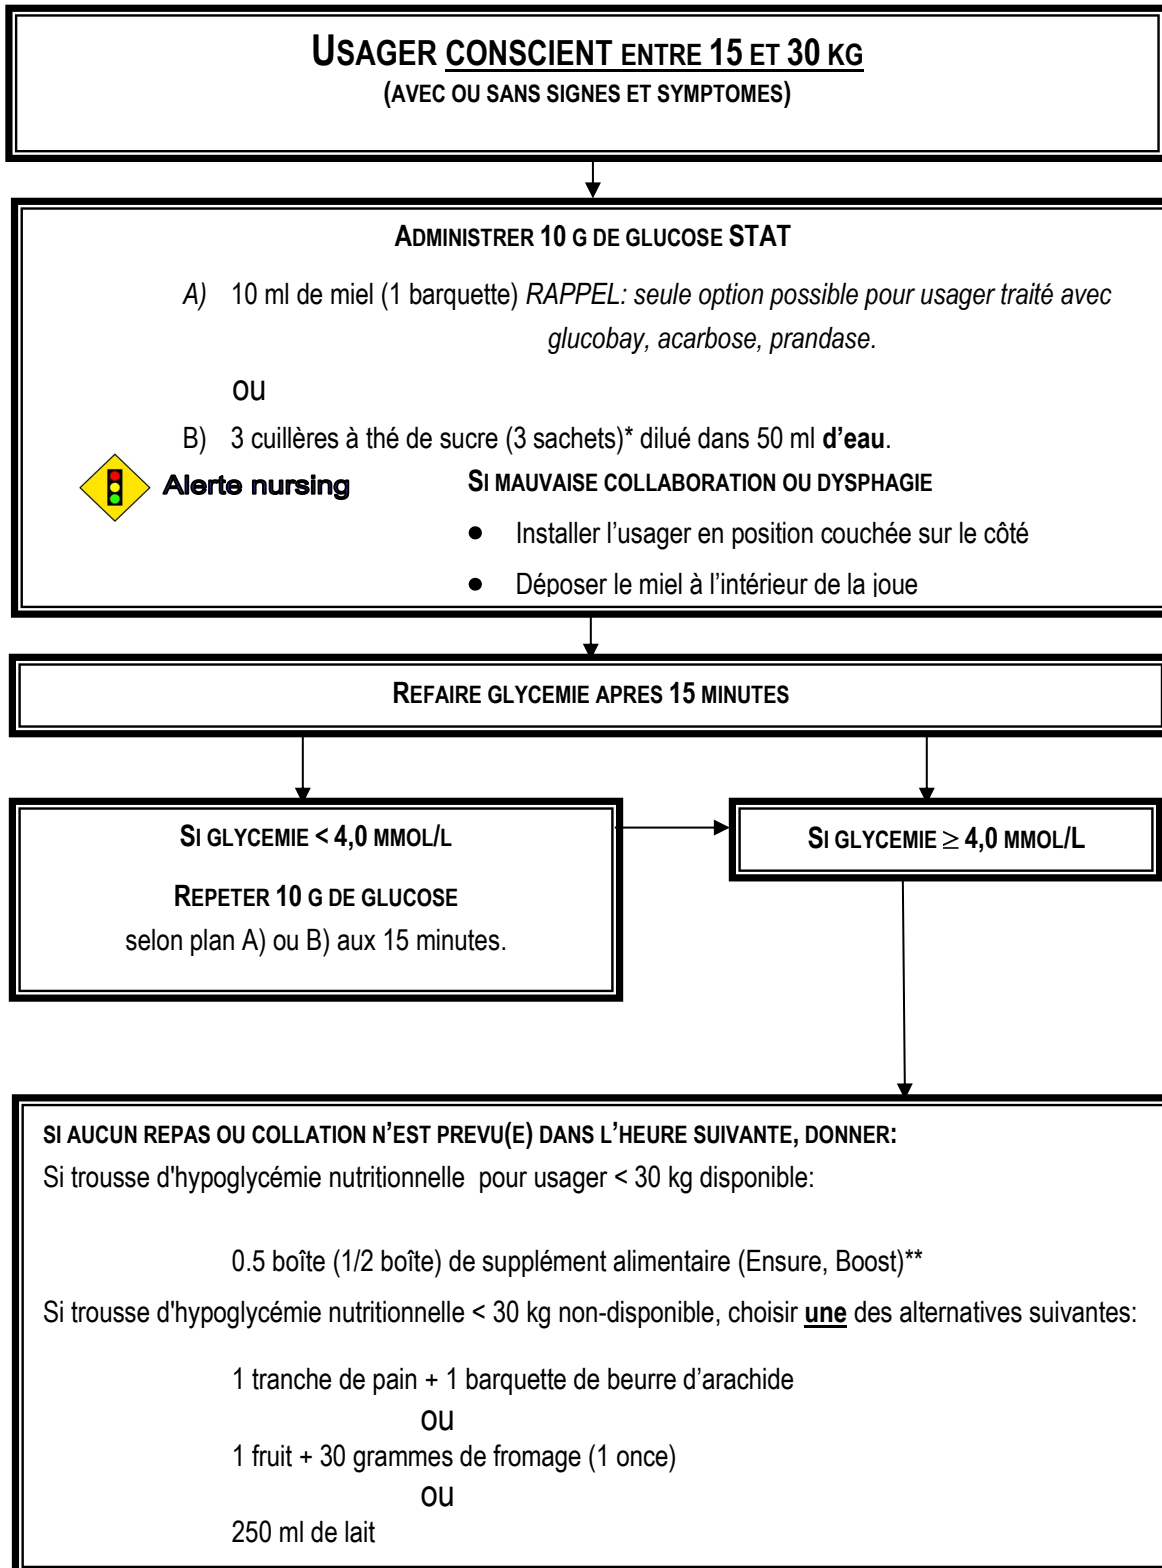 USAGER CONSCIENT ENTRE 15 ET 30 KG
(AVEC OU SANS SIGNES ET SYMPTOMES)
ADMINISTRER 10 G DE GLUCOSE STAT
A) 10 ml de miel (1 barquette) RAPPEL: seule option possible pour usager traité avec
glucobay, acarbose, prandase.
ou
B) 3 cuillères à thé de sucre (3 sachets)* dilué dans 50 ml d’eau.
Alerte nursing
SI MAUVAISE COLLABORATION OU DYSPHAGIE
● Installer l’usager en position couchée sur le côté
● Déposer le miel à l’intérieur de la joue
REFAIRE GLYCEMIE APRES 15 MINUTES
SI GLYCEMIE < 4,0 MMOL/L
REPETER 10 G DE GLUCOSE
selon plan A) ou B) aux 15 minutes.
SI GLYCEMIE ≥ 4,0 MMOL/L
SI AUCUN REPAS OU COLLATION N’EST PREVU(E) DANS L’HEURE SUIVANTE, DONNER:
Si trousse d'hypoglycémie nutritionnelle pour usager < 30 kg disponible:
0.5 boîte (1/2 boîte) de supplément alimentaire (Ensure, Boost)**
Si trousse d'hypoglycémie nutritionnelle < 30 kg non-disponible, choisir une des alternatives suivantes:
1 tranche de pain + 1 barquette de beurre d’arachide
ou
1 fruit + 30 grammes de fromage (1 once)
ou
250 ml de lait